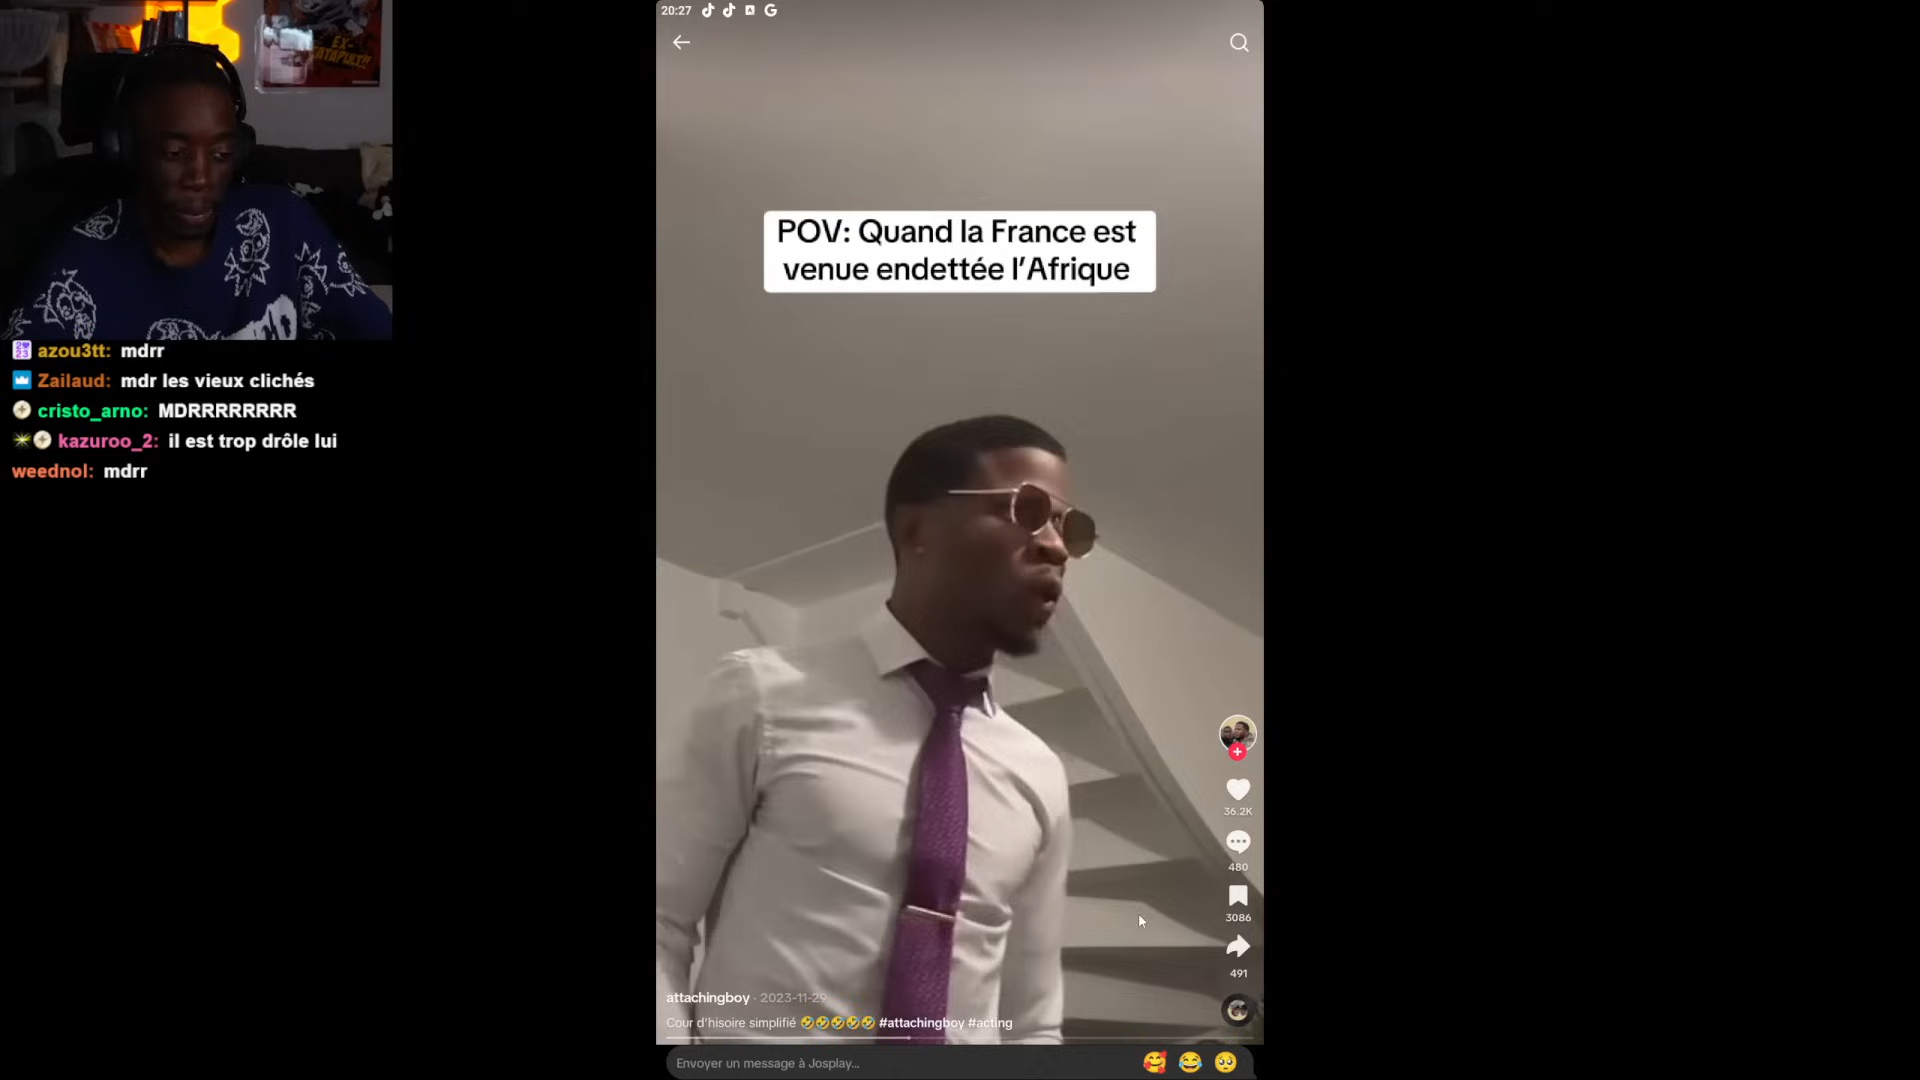 20:27
EX-
CATAPULT!!
POV: Quand la France est
venue endettée l'Afrique
azou3tt: mdrr
Zailaud: mdr les vieux clichés
cristo_arno: MDRRRRRRRR
kazuroo_2: il est trop drôle lui
weednol: mdrr
36.2K
480
3086
491
attachingboy · 2023-11-29
Cour d'hisoire simplifié 🤣🤣🤣🤣🤣 #attachingboy #acting
Envoyer un message à Josplay...